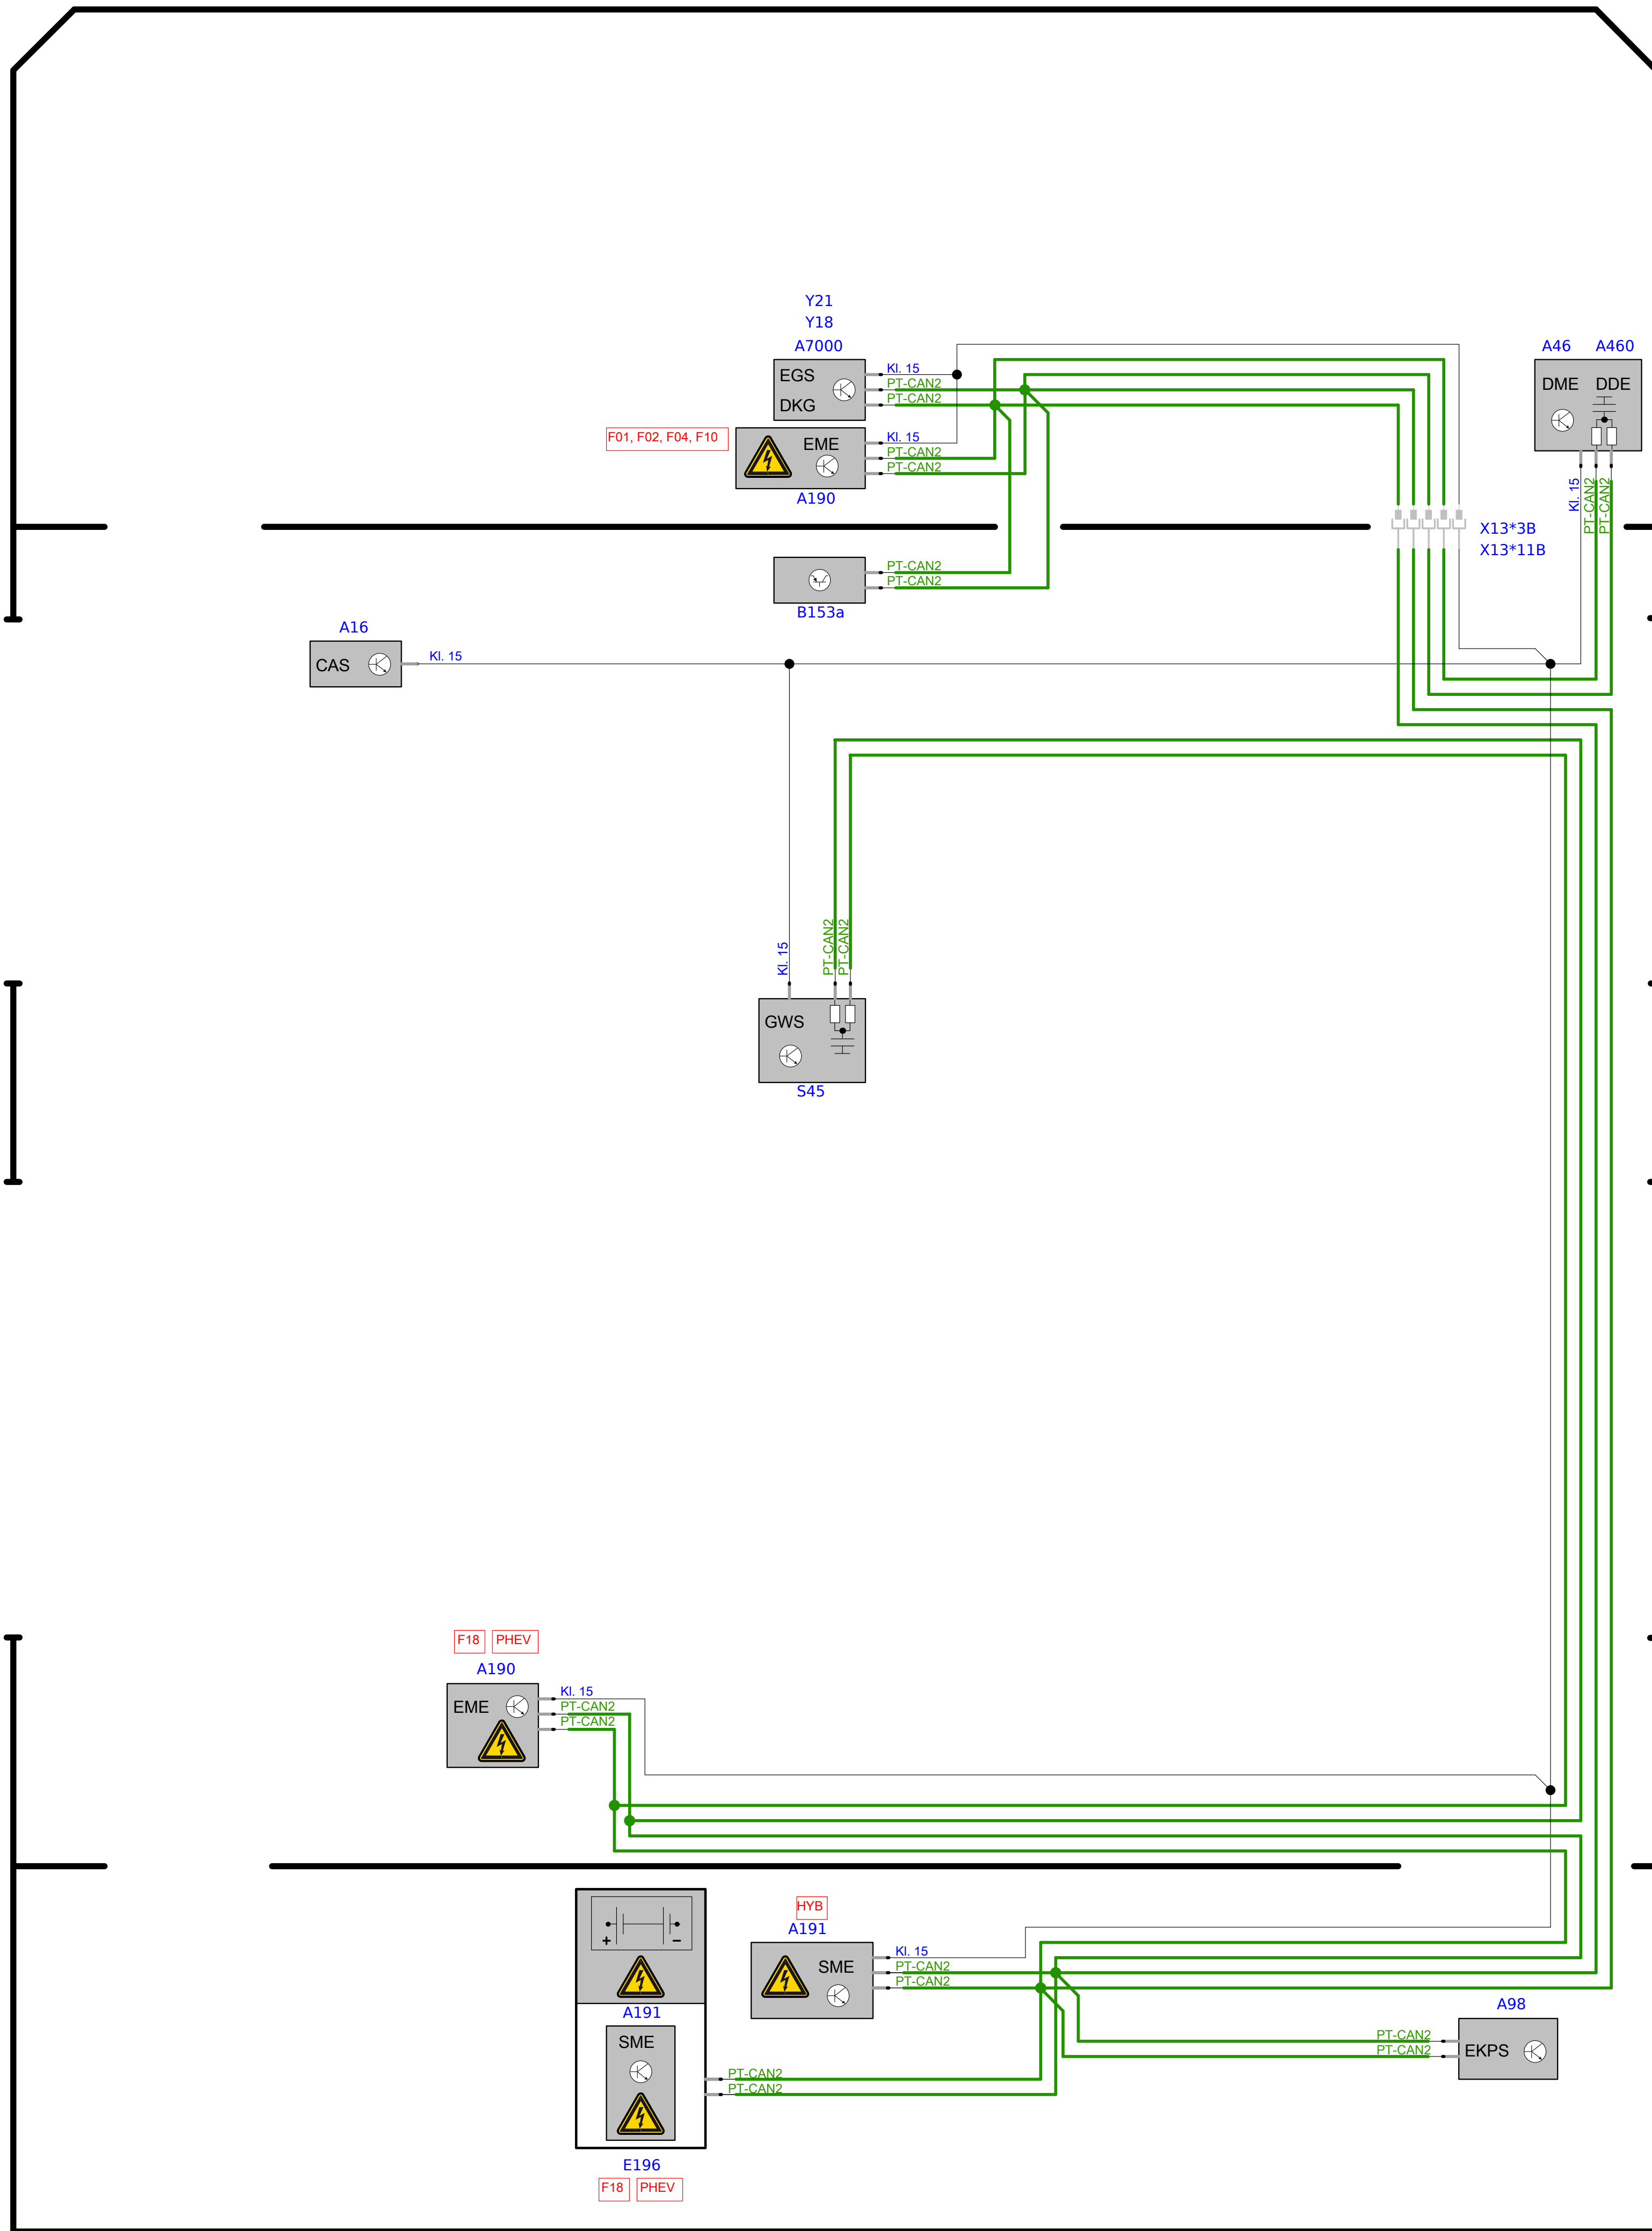 Y21
Y18
A7000
A46 A460
EGS
DKG
Kl. 15
PT-CAN2
PT-CAN2
DME DDE
F01, F02, F04, F10
EME
Kl. 15
PT-CAN2
PT-CAN2
A190
Kl. 15
PT-CAN2
PT-CAN2
X13*3B
X13*11B
PT-CAN2
PT-CAN2
B153a
A16
CAS
Kl. 15
Kl. 15
PT-CAN2
PT-CAN2
GWS
S45
F18 PHEV
A190
EME
Kl. 15
PT-CAN2
PT-CAN2
HYB
A191
+ −
SME
Kl. 15
PT-CAN2
PT-CAN2
A191
SME
A98
PT-CAN2
PT-CAN2
EKPS
PT-CAN2
PT-CAN2
E196
F18 PHEV